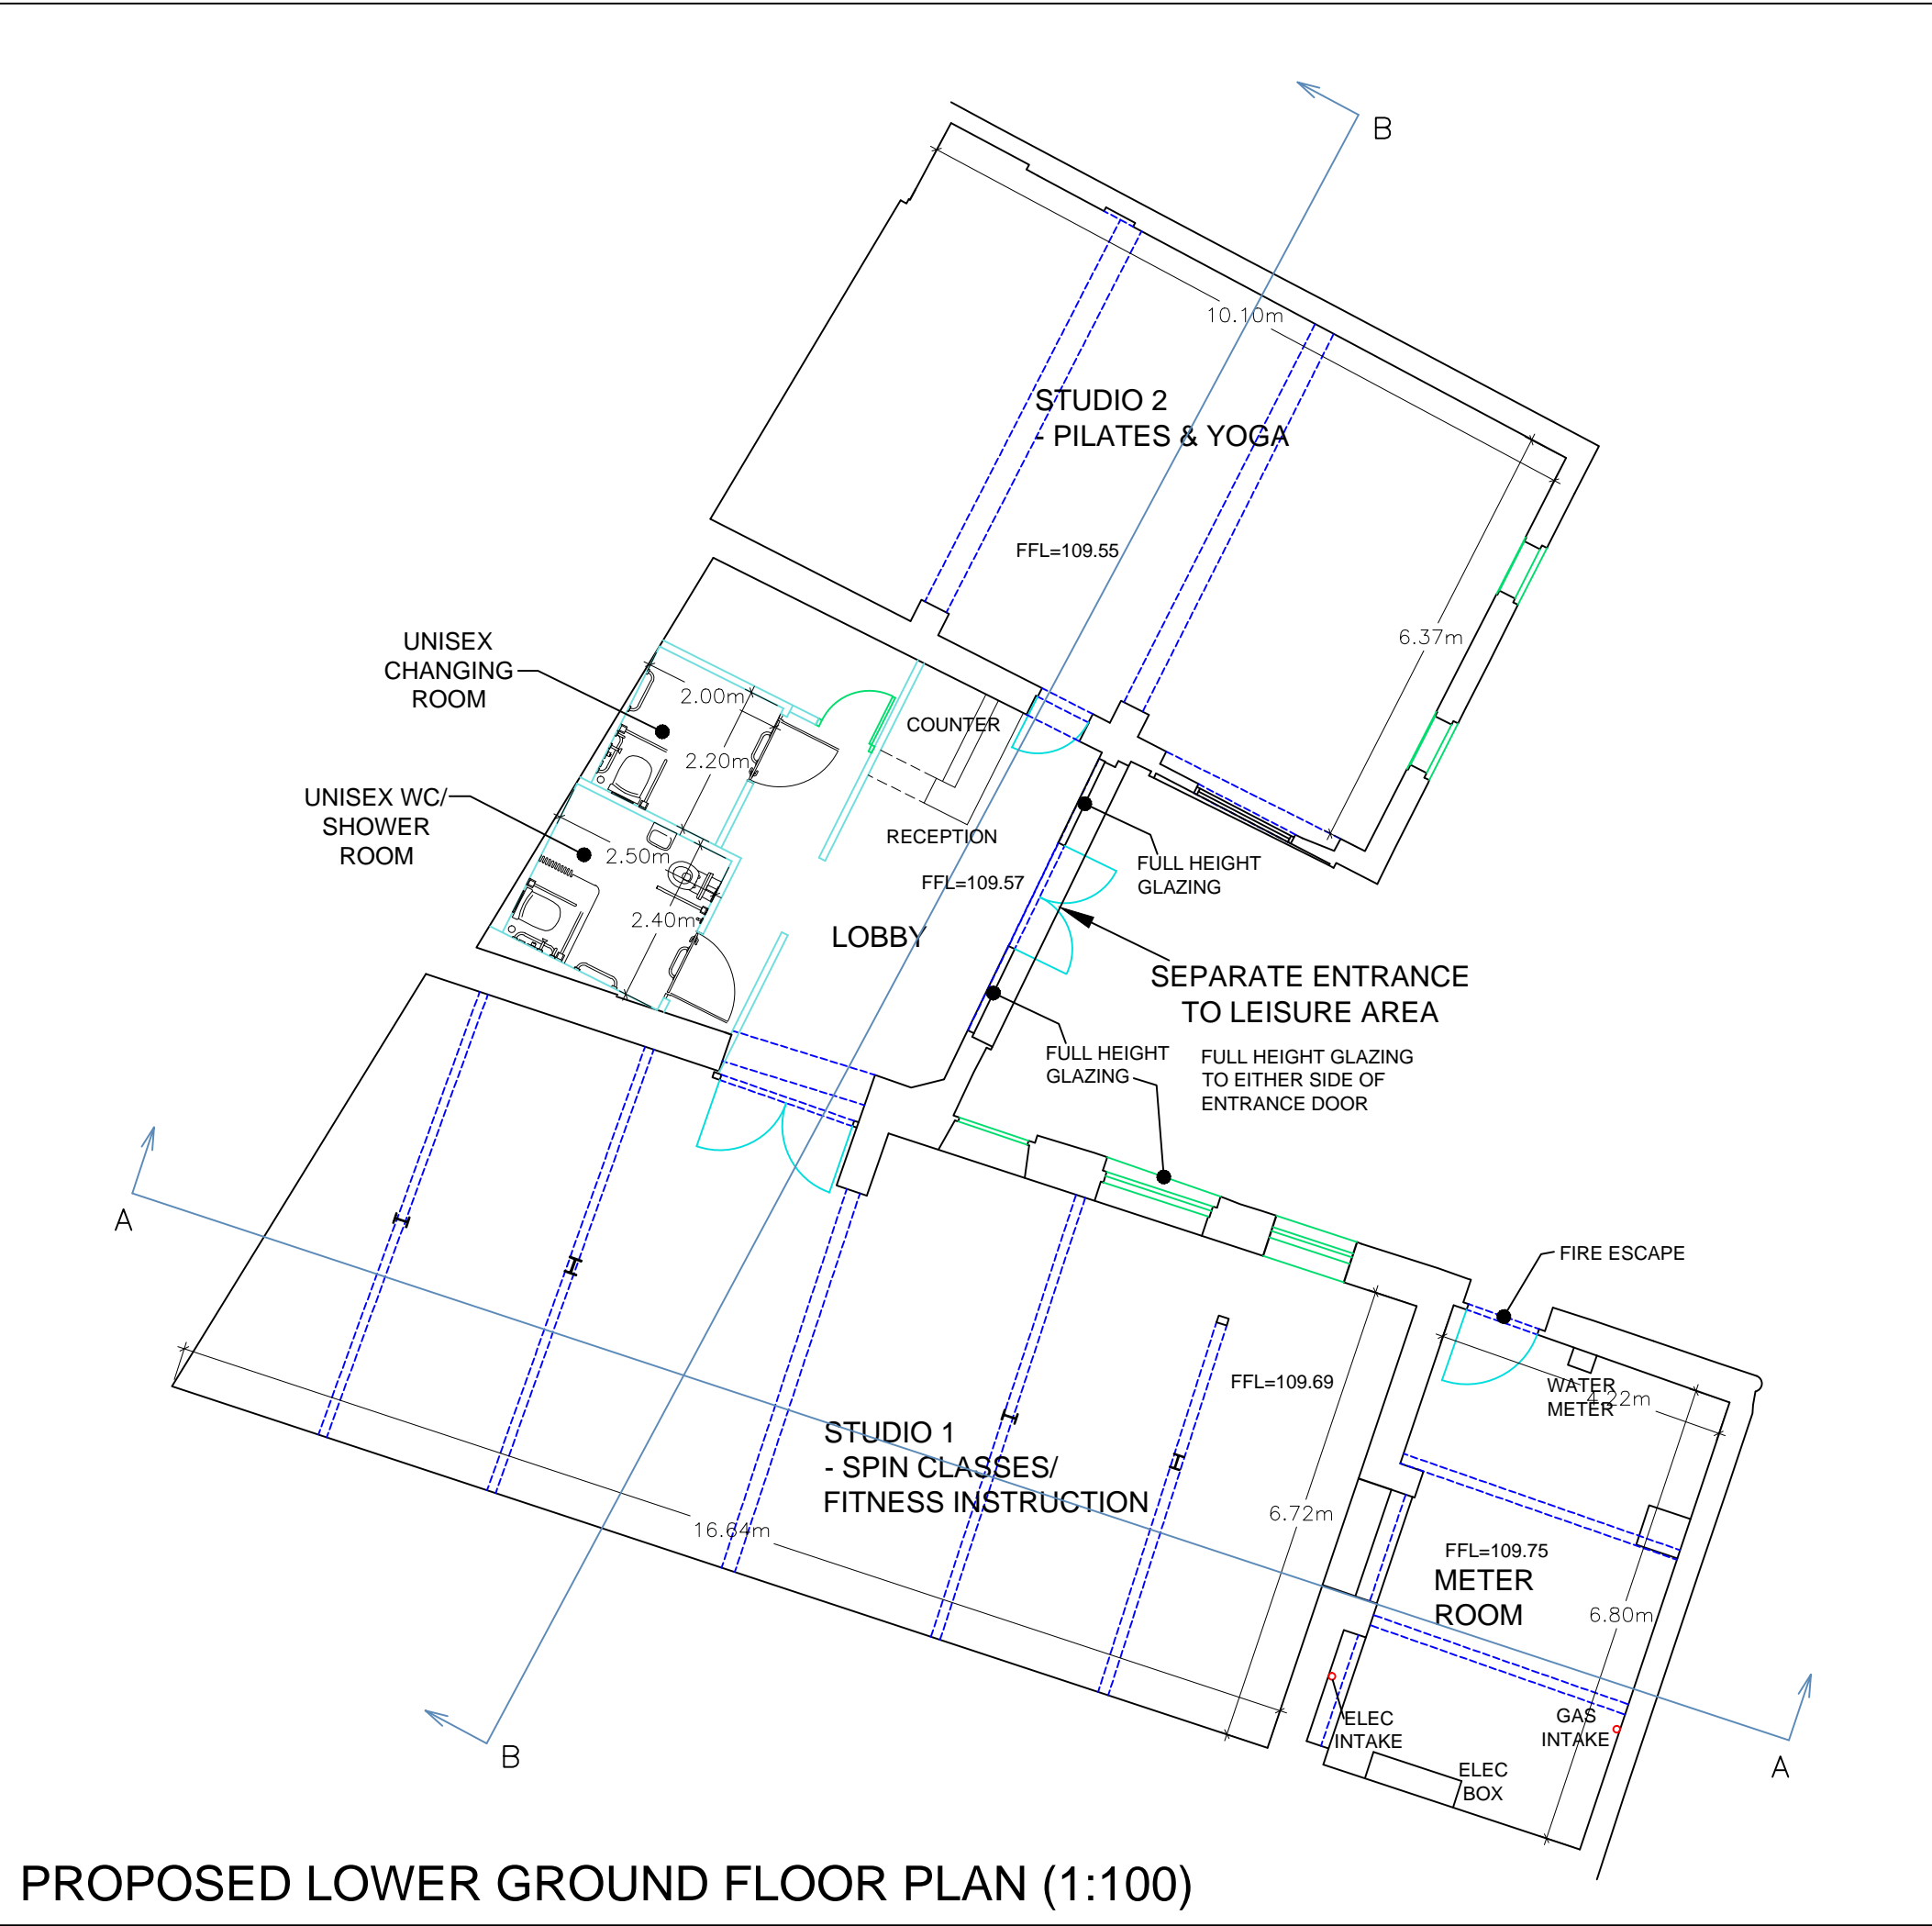 B
10.10m
STUDIO 2
- PILATES & YOGA
FFL=109.55
6.37m
UNISEX
CHANGING
ROOM
2.00m
COUNTER
2.20m
UNISEX WC/
SHOWER
ROOM
RECEPTION
2.50m
FULL HEIGHT
GLAZING
FFL=109.57
2.40m
LOBBY
SEPARATE ENTRANCE
TO LEISURE AREA
FULL HEIGHT
GLAZING
FULL HEIGHT GLAZING
TO EITHER SIDE OF
ENTRANCE DOOR
A
FIRE ESCAPE
FFL=109.69
WATER
METER
4.22m
STUDIO 1
- SPIN CLASSES/
FITNESS INSTRUCTION
16.64m
6.72m
FFL=109.75
METER
ROOM
6.80m
ELEC
INTAKE
GAS
INTAKE
B
ELEC
BOX
A
PROPOSED LOWER GROUND FLOOR PLAN (1:100)